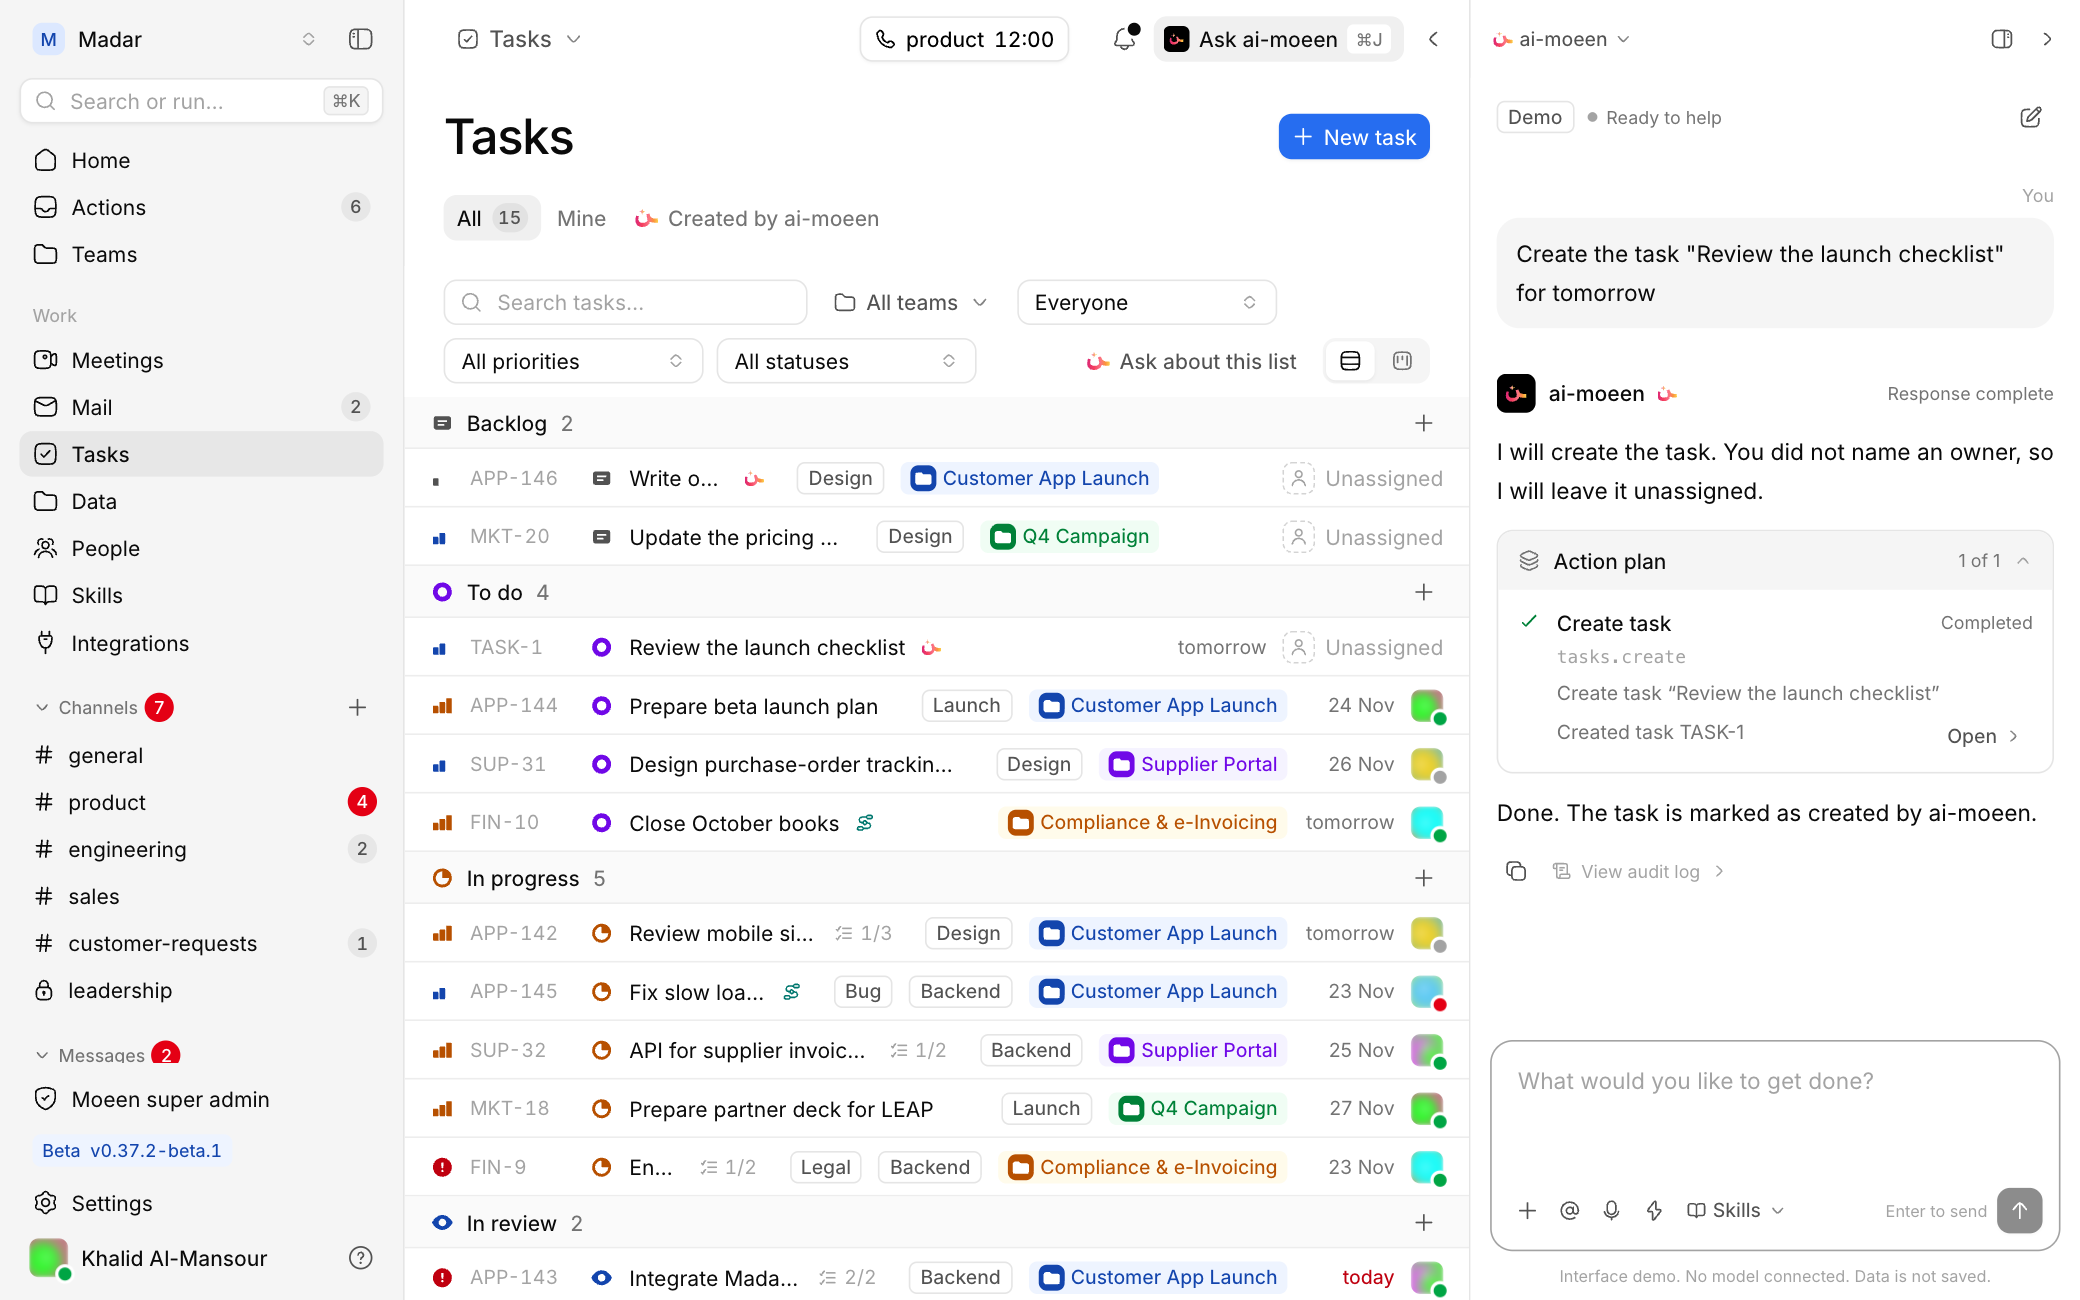 M Madar
Search or run... ⌘K
Home
Actions 6
Teams
Work
Meetings
Mail 2
Tasks
Data
People
Skills
Integrations
Channels 7
# general
# product 4
# engineering 2
# sales
# customer-requests 1
leadership
Messages 2
Moeen super admin
Beta v0.37.2-beta.1
Settings
Khalid Al-Mansour
Tasks
product 12:00
Ask ai-moeen ⌘J
Tasks
New task
All 15 Mine Created by ai-moeen
Search tasks... All teams Everyone
All priorities All statuses Ask about this list
Backlog 2
APP-146 Write o... Design Customer App Launch Unassigned
MKT-20 Update the pricing ... Design Q4 Campaign Unassigned
To do 4
TASK-1 Review the launch checklist tomorrow Unassigned
APP-144 Prepare beta launch plan Launch Customer App Launch 24 Nov
SUP-31 Design purchase-order trackin... Design Supplier Portal 26 Nov
FIN-10 Close October books Compliance & e-Invoicing tomorrow
In progress 5
APP-142 Review mobile si... 1/3 Design Customer App Launch tomorrow
APP-145 Fix slow loa... Bug Backend Customer App Launch 23 Nov
SUP-32 API for supplier invoic... 1/2 Backend Supplier Portal 25 Nov
MKT-18 Prepare partner deck for LEAP Launch Q4 Campaign 27 Nov
FIN-9 En... 1/2 Legal Backend Compliance & e-Invoicing 23 Nov
In review 2
APP-143 Integrate Mada... 2/2 Backend Customer App Launch today
ai-moeen
Demo Ready to help
You
Create the task "Review the launch checklist"
for tomorrow
ai-moeen Response complete
I will create the task. You did not name an owner, so
I will leave it unassigned.
Action plan 1 of 1
Create task Completed
tasks.create
Create task “Review the launch checklist”
Created task TASK-1
Open
Done. The task is marked as created by ai-moeen.
View audit log
What would you like to get done?
Skills Enter to send
Interface demo. No model connected. Data is not saved.